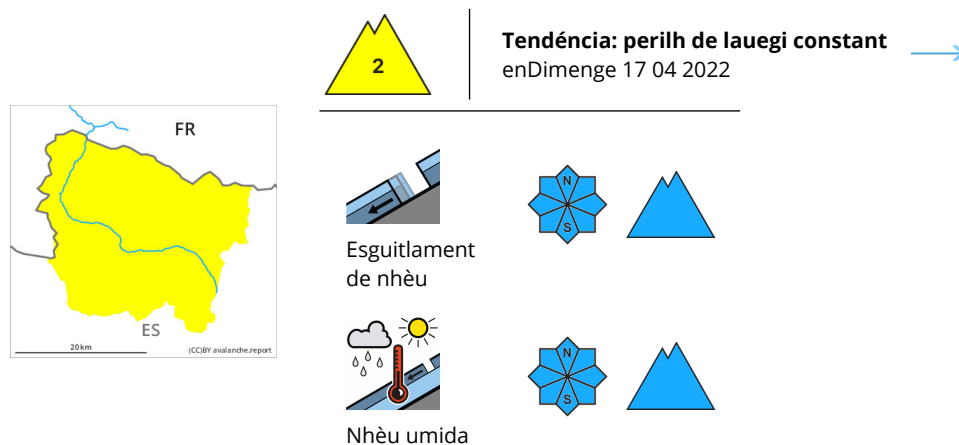 2
Tendéncia: perilh de lauegi constant
enDimenge 17 04 2022
FR
ES
20 km
(CC)BY avalanche.report
N
S
Esguitlament
de nhèu
N
S
Nhèu umida